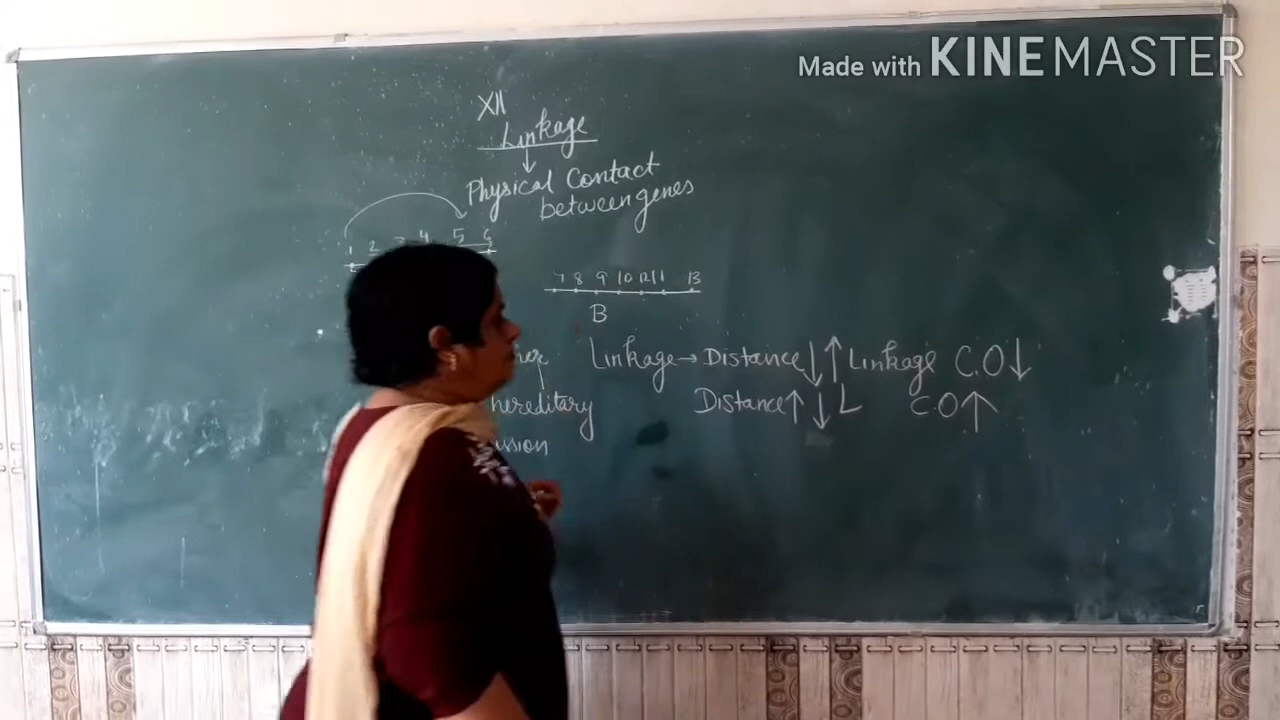 Made with KINEMASTER
XII
Linkage
Physical Contact
between genes
1 2 3 4 5 6
7 8 9 10 12 11 13
B
Linkage → Distance ↓ ↑ Linkage C.O ↓
hereditary Distance ↑ ↓ L C.O ↑